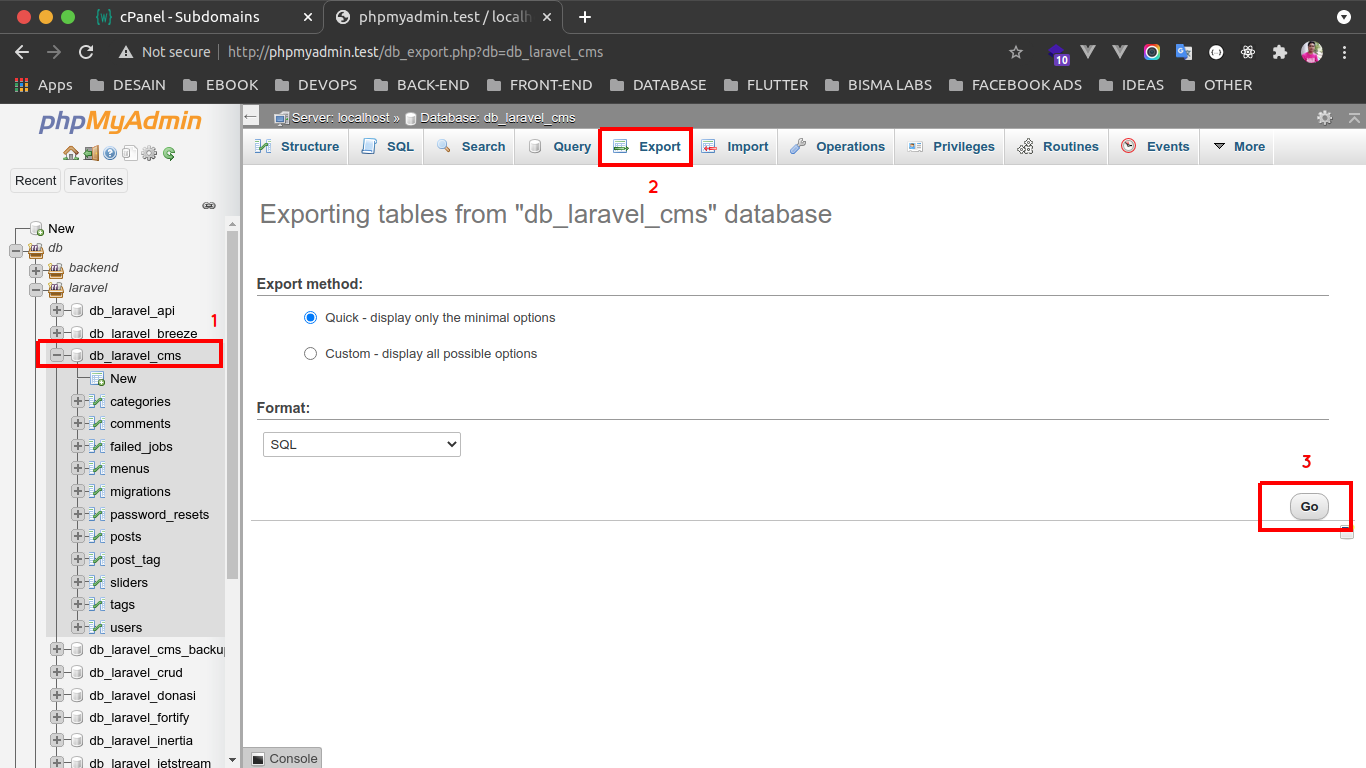 cPanel - Subdomains
phpmyadmin.test / localh
Not secure | http://phpmyadmin.test/db_export.php?db=db_laravel_cms
10
Apps DESAIN EBOOK DEVOPS BACK-END FRONT-END DATABASE FLUTTER BISMA LABS FACEBOOK ADS IDEAS OTHER
phpMyAdmin
Recent Favorites
New
db
backend
laravel
db_laravel_api
1
db_laravel_breeze
db_laravel_cms
New
categories
comments
failed_jobs
menus
migrations
password_resets
posts
post_tag
sliders
tags
users
db_laravel_cms_backup
db_laravel_crud
db_laravel_donasi
db_laravel_fortify
db_laravel_inertia
db_laravel_jetstream
Server: localhost » Database: db_laravel_cms
Structure SQL Search Query Export Import Operations Privileges Routines Events More
2
Exporting tables from "db_laravel_cms" database
Export method:
Quick - display only the minimal options
Custom - display all possible options
Format:
SQL
3
Go
Console